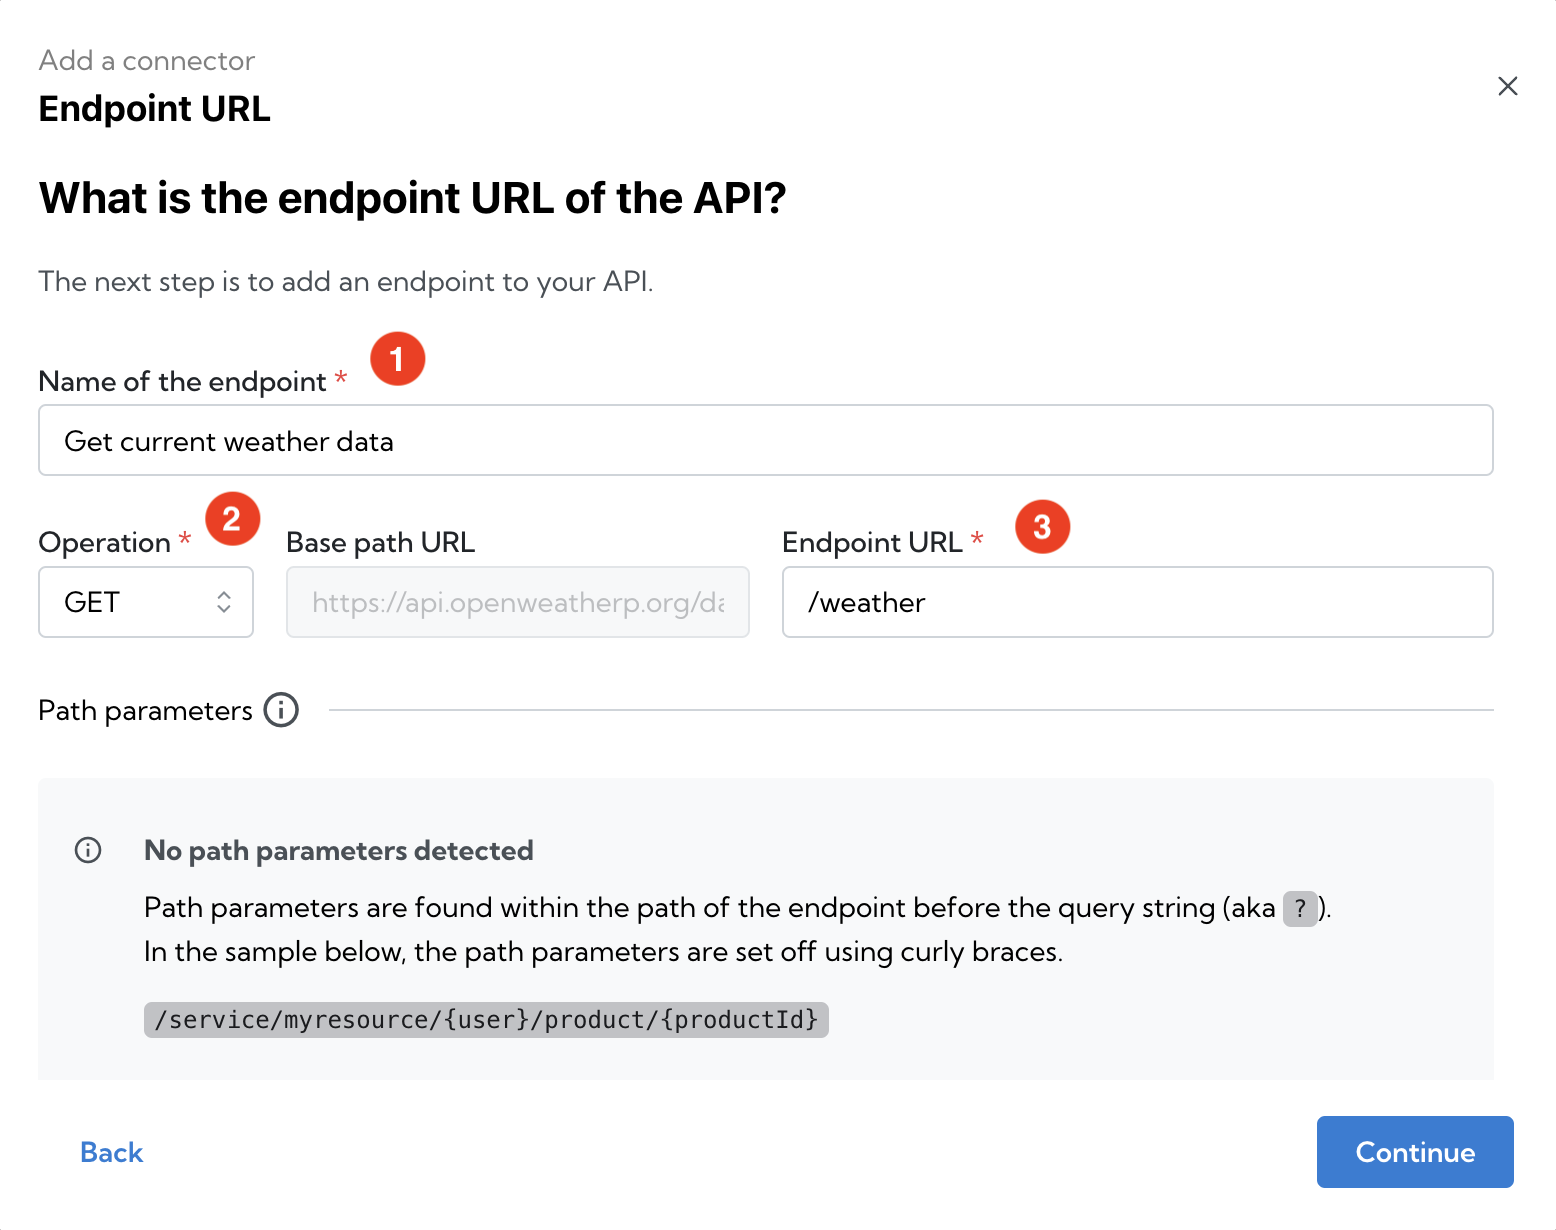 Add a connector
Endpoint URL
What is the endpoint URL of the API?
The next step is to add an endpoint to your API.
Name of the endpoint * 1
Get current weather data
Operation * 2 Base path URL Endpoint URL * 3
GET https://api.openweatherp.org/da /weather
Path parameters
No path parameters detected
Path parameters are found within the path of the endpoint before the query string (aka ?).
In the sample below, the path parameters are set off using curly braces.
/service/myresource/{user}/product/{productId}
Back Continue